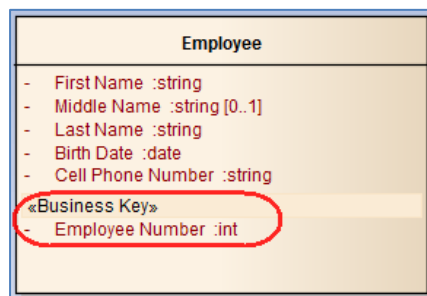 Employee
- First Name :string
- Middle Name :string [0..1]
- Last Name :string
- Birth Date :date
- Cell Phone Number :string
«Business Key»
- Employee Number :int